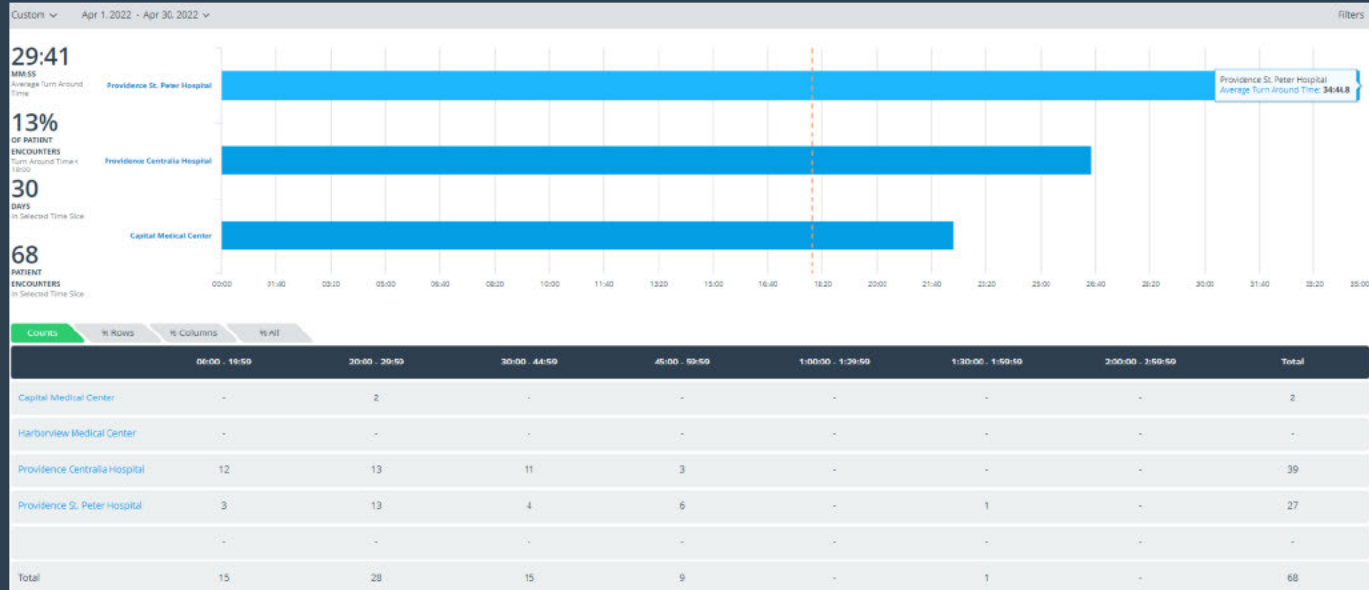 Custom Apr 1, 2022 - Apr 30, 2022 Filters
29:41
MM:SS
Average Turn Around
Time
13%
OF PATIENT
ENCOUNTERS
Turn Around Time <
18:00
30
DAYS
in Selected Time Slice
68
PATIENT
ENCOUNTERS
in Selected Time Slice
Providence St. Peter Hospital
Providence Centralia Hospital
Capital Medical Center
Providence St. Peter Hospital
Average Turn Around Time: 34:44.8
00:00 01:40 03:20 05:00 06:40 08:20 10:00 11:40 13:20 15:00 16:40 18:20 20:00 21:40 23:20 25:00 26:40 28:20 30:00 31:40 33:20 35:00
Counts % Rows % Columns % All
00:00 - 19:59 20:00 - 29:59 30:00 - 44:59 45:00 - 59:59 1:00:00 - 1:29:59 1:30:00 - 1:59:59 2:00:00 - 2:59:59 Total
Capital Medical Center - 2 - - - - - 2
Harborview Medical Center - - - - - - - -
Providence Centralia Hospital 12 13 11 3 - - - 39
Providence St. Peter Hospital 3 13 4 6 - 1 - 27
- - - - - - - -
Total 15 28 15 9 - 1 - 68